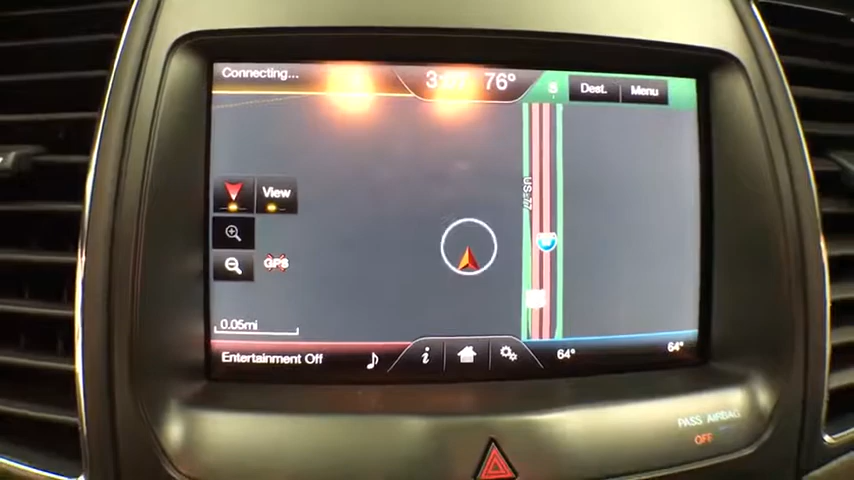 Connecting...
76°
Dest.
Menu
US-77
View
GPS
0.05mi
Entertainment Off
i
64°
64°
PASS AIRBAG
OFF